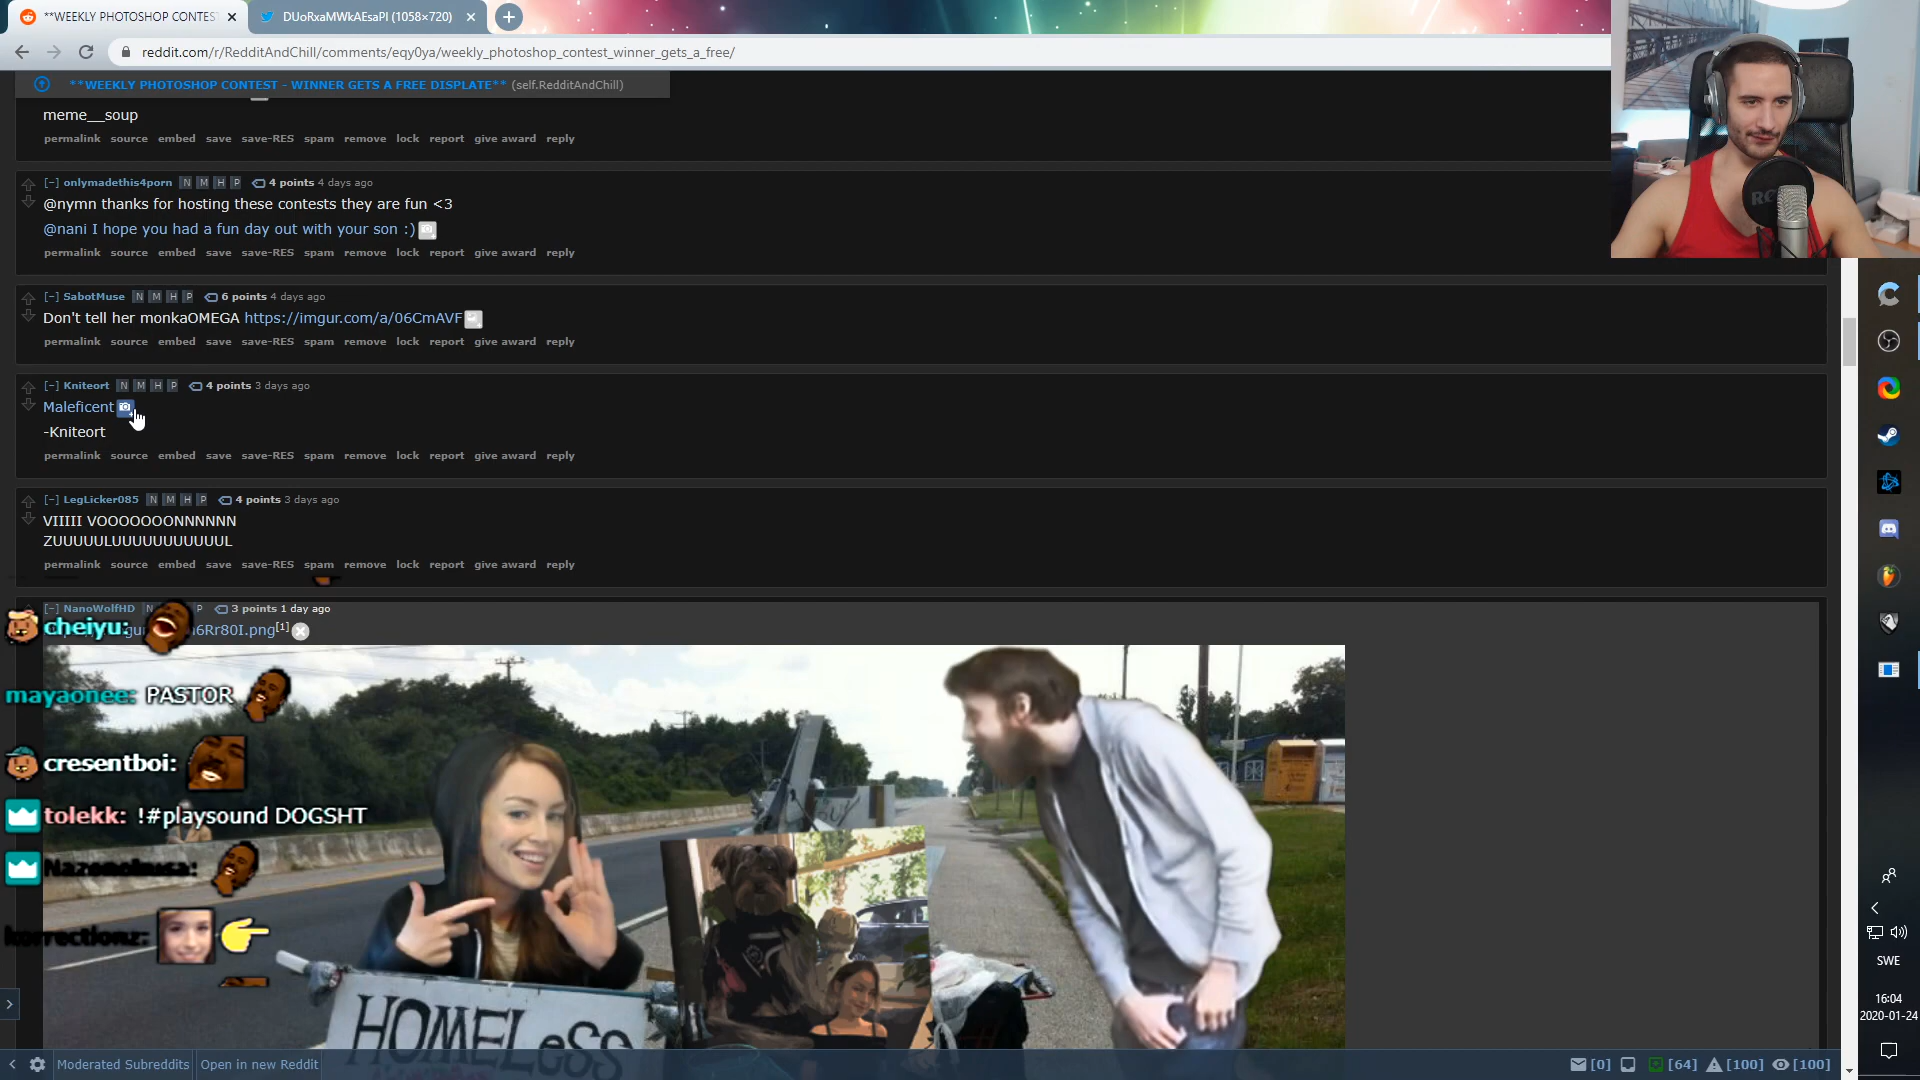 **WEEKLY PHOTOSHOP CONTEST
DUoRxaMWkAEsaPI (1058×720)
reddit.com/r/RedditAndChill/comments/eqy0ya/weekly_photoshop_contest_winner_gets_a_free/
**WEEKLY PHOTOSHOP CONTEST - WINNER GETS A FREE DISPLATE** (self.RedditAndChill)
meme__soup
permalink source embed save save-RES spam remove lock report give award reply
[–] onlymadethis4porn N M H P 4 points 4 days ago
@nymn thanks for hosting these contests they are fun <3
@nani I hope you had a fun day out with your son :)
permalink source embed save save-RES spam remove lock report give award reply
[–] SabotMuse N M H P 6 points 4 days ago
Don't tell her monkaOMEGA https://imgur.com/a/06CmAVF
permalink source embed save save-RES spam remove lock report give award reply
[–] Kniteort N M H P 4 points 3 days ago
Maleficent
-Kniteort
permalink source embed save save-RES spam remove lock report give award reply
[–] LegLicker085 N M H P 4 points 3 days ago
VIIIII VOOOOOOONNNNNN
ZUUUUULUUUUUUUUUUUL
permalink source embed save save-RES spam remove lock report give award reply
[–] NanoWolfHD N P 3 points 1 day ago
6Rr80I.png[1]
cheiyu:
mayaonee: PASTOR
cresentboi:
tolekk: !#playsound DOGSHT
korrectionz:
HOMELeSS
SWE
16:04
2020-01-24
Moderated Subreddits Open in new Reddit
[0] [64] [100] [100]